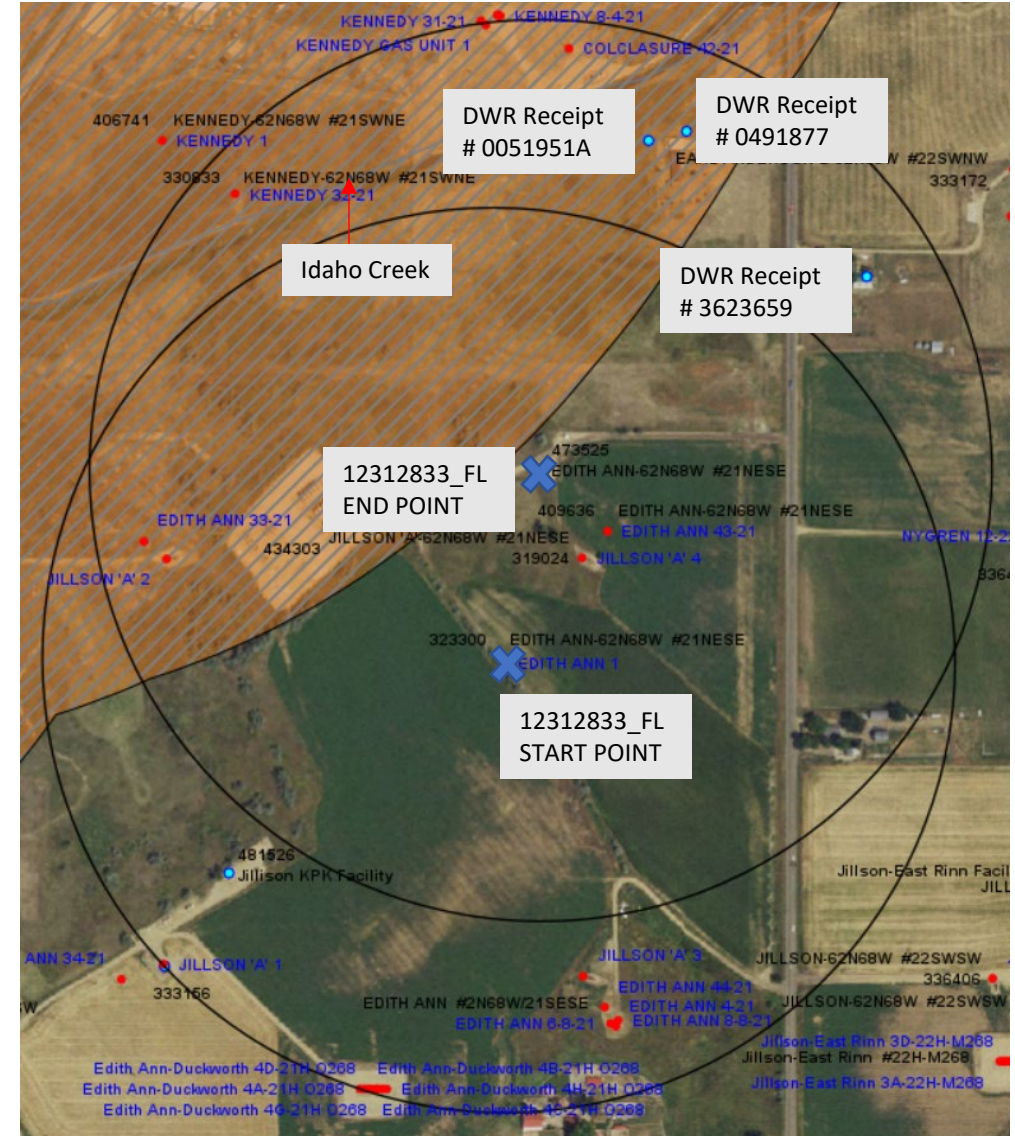 KENNEDY 31-21
KENNEDY 8-4-21
KENNEDY GAS UNIT 1
COLCLASURE 42-21
DWR Receipt
# 0051951A
DWR Receipt
# 0491877
406741 KENNEDY-62N68W #21SWNE
KENNEDY 1
#22SWNW
333172
330833 KENNEDY-62N68W #21SWNE
KENNEDY 32-21
Idaho Creek
DWR Receipt
# 3623659
473525
EDITH ANN-62N68W #21NESE
12312833_FL
END POINT
409636 EDITH ANN-62N68W #21NESE
EDITH ANN 33-21
EDITH ANN 43-21
JILLSON 'A'-62N68W #21NESE
434303
319024
JILLSON 'A' 4
JILLSON 'A' 2
323300 EDITH ANN-62N68W #21NESE
EDITH ANN 1
12312833_FL
START POINT
481526
Jillison KPK Facility
Jillson-East Rinn
ANN 34-21
JILLSON 'A' 1
333156
JILLSON 'A' 3
JILLSON-62N68W #22SWSW
336406
EDITH ANN 44-21
EDITH ANN #2N68W/21SESE
EDITH ANN 4-21
JILLSON-62N68W #22SWSW
EDITH ANN 6-8-21
EDITH ANN 8-8-21
Jillson-East Rinn 3D-22H-M268
Jillson-East Rinn #22H-M268
Jillson-East Rinn 3A-22H-M268
Edith Ann-Duckworth 4D-21H O268 Edith Ann-Duckworth 4B-21H O268
Edith Ann-Duckworth 4A-21H O268 Edith Ann-Duckworth 4H-21H O268
Edith Ann-Duckworth 4G-21H O268 Edith Ann-Duckworth